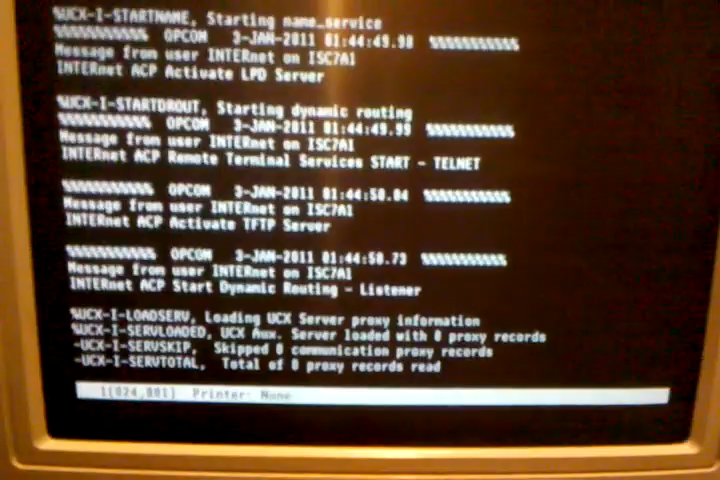 %UCX-I-STARTNAME, Starting name_service
%%%%%%%%%%% OPCOM 3-JAN-2011 01:44:49.90 %%%%%%%%%%%
Message from user INTERnet on ISC7A1
INTERnet ACP Activate LPD Server
%UCX-I-STARTDROUT, Starting dynamic routing
%%%%%%%%%%% OPCOM 3-JAN-2011 01:44:49.99 %%%%%%%%%%%
Message from user INTERnet on ISC7A1
INTERnet ACP Remote Terminal Services START - TELNET
%%%%%%%%%%% OPCOM 3-JAN-2011 01:44:50.04 %%%%%%%%%%%
Message from user INTERnet on ISC7A1
INTERnet ACP Activate TFTP Server
%%%%%%%%%%% OPCOM 3-JAN-2011 01:44:50.73 %%%%%%%%%%%
Message from user INTERnet on ISC7A1
INTERnet ACP Start Dynamic Routing - Listener
%UCX-I-LOADSERV, Loading UCX Server proxy information
%UCX-I-SERVLOADED, UCX Aux. Server loaded with 0 proxy records
-UCX-I-SERVSKIP, Skipped 0 communication proxy records
-UCX-I-SERVTOTAL, Total of 0 proxy records read
1(024,001) Printer: None